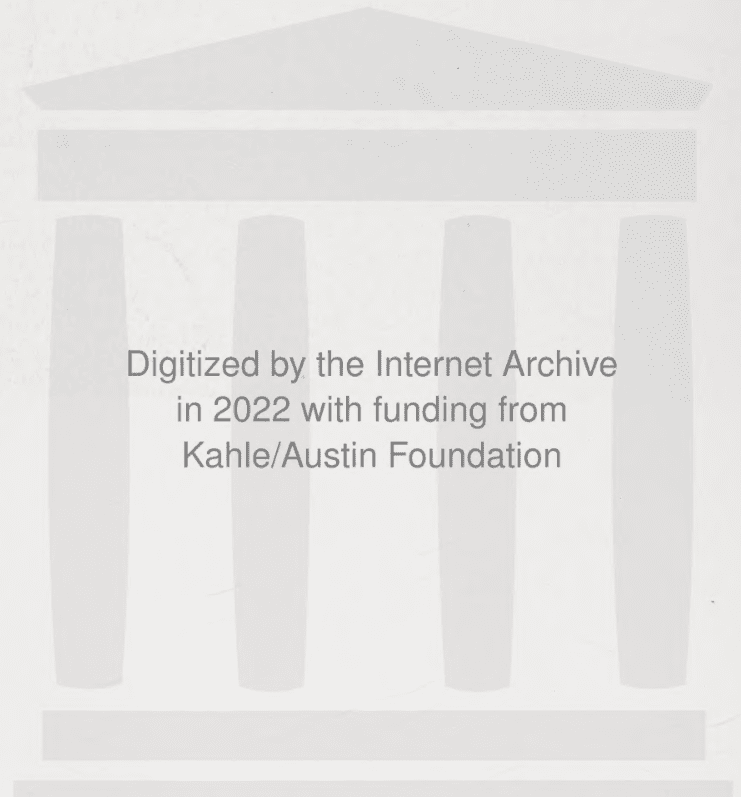 Digitized by the Internet Archive
in 2022 with funding from
Kahle/Austin Foundation